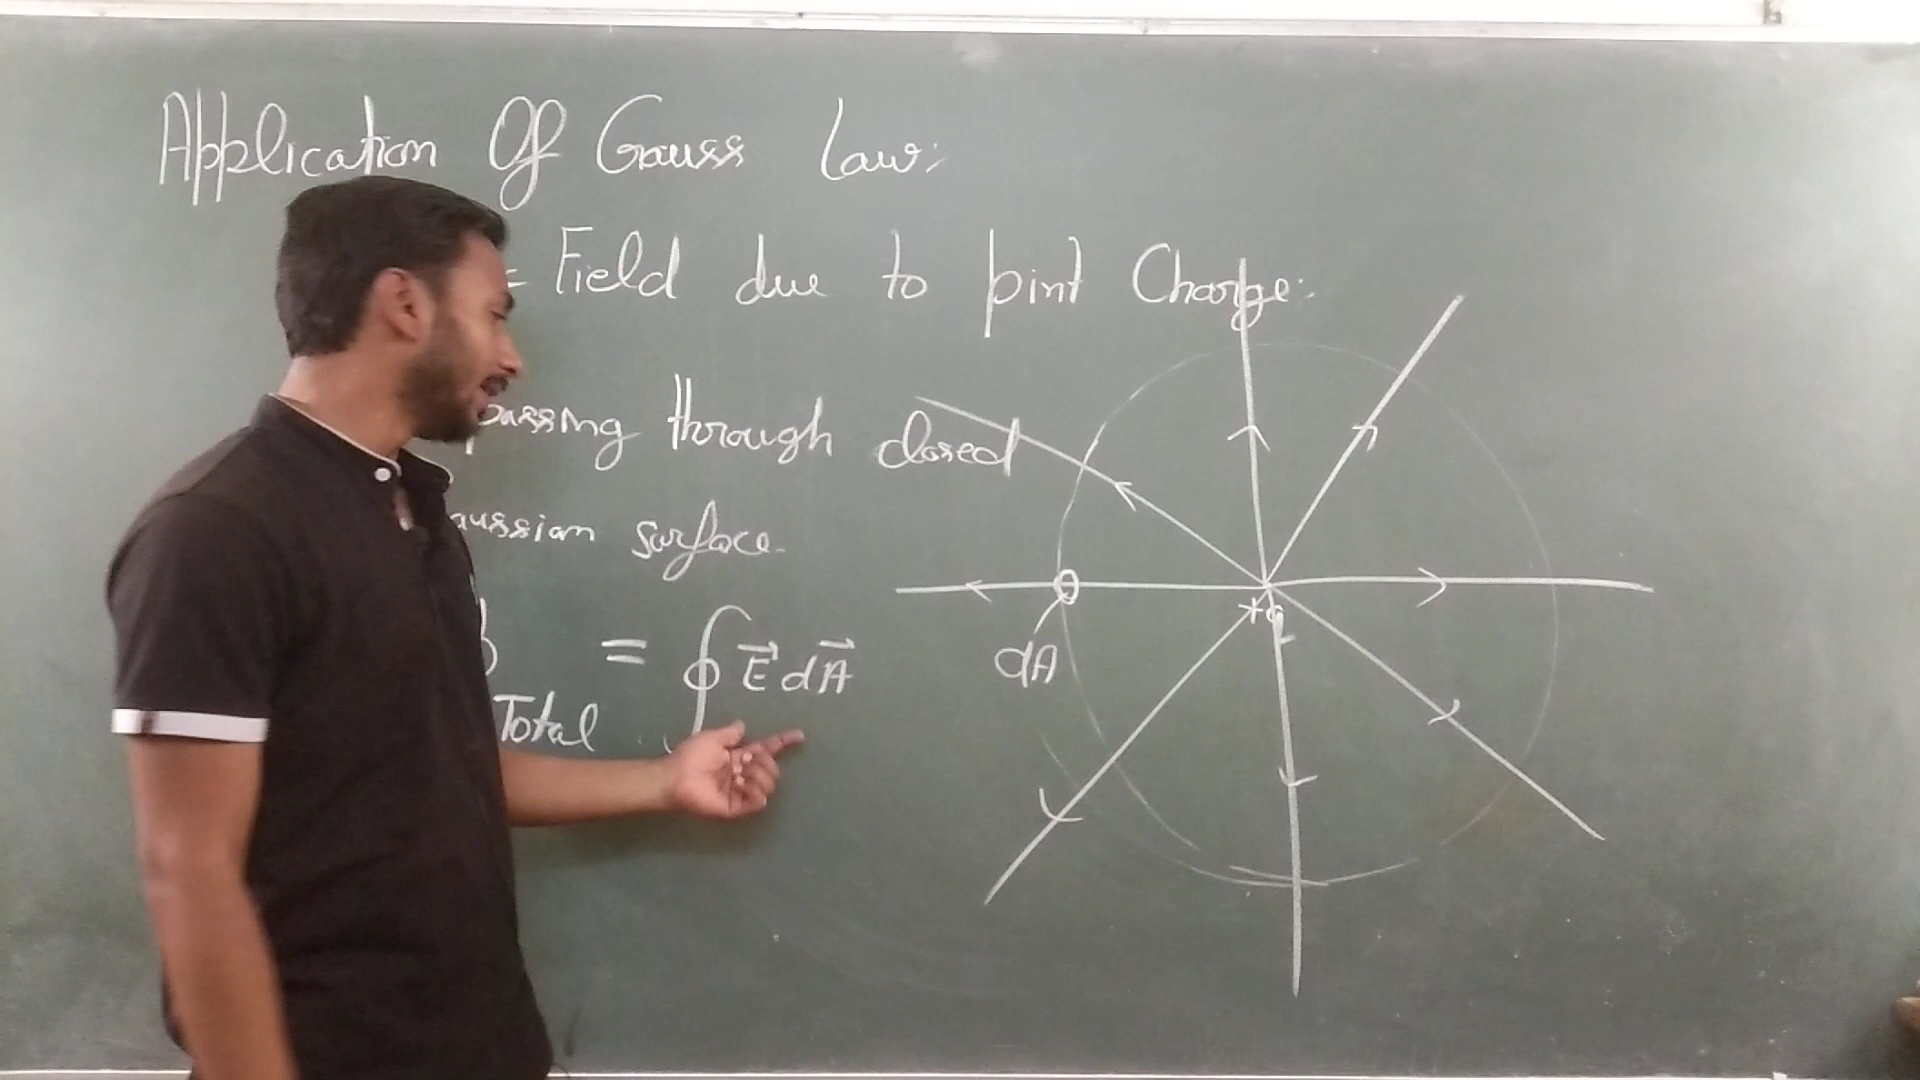 Application Of Gauss Law:
= Field due to pint Charge:
passing through closed
aussian surface.
= ∮ E⃗ dA⃗
Total
dA
+q